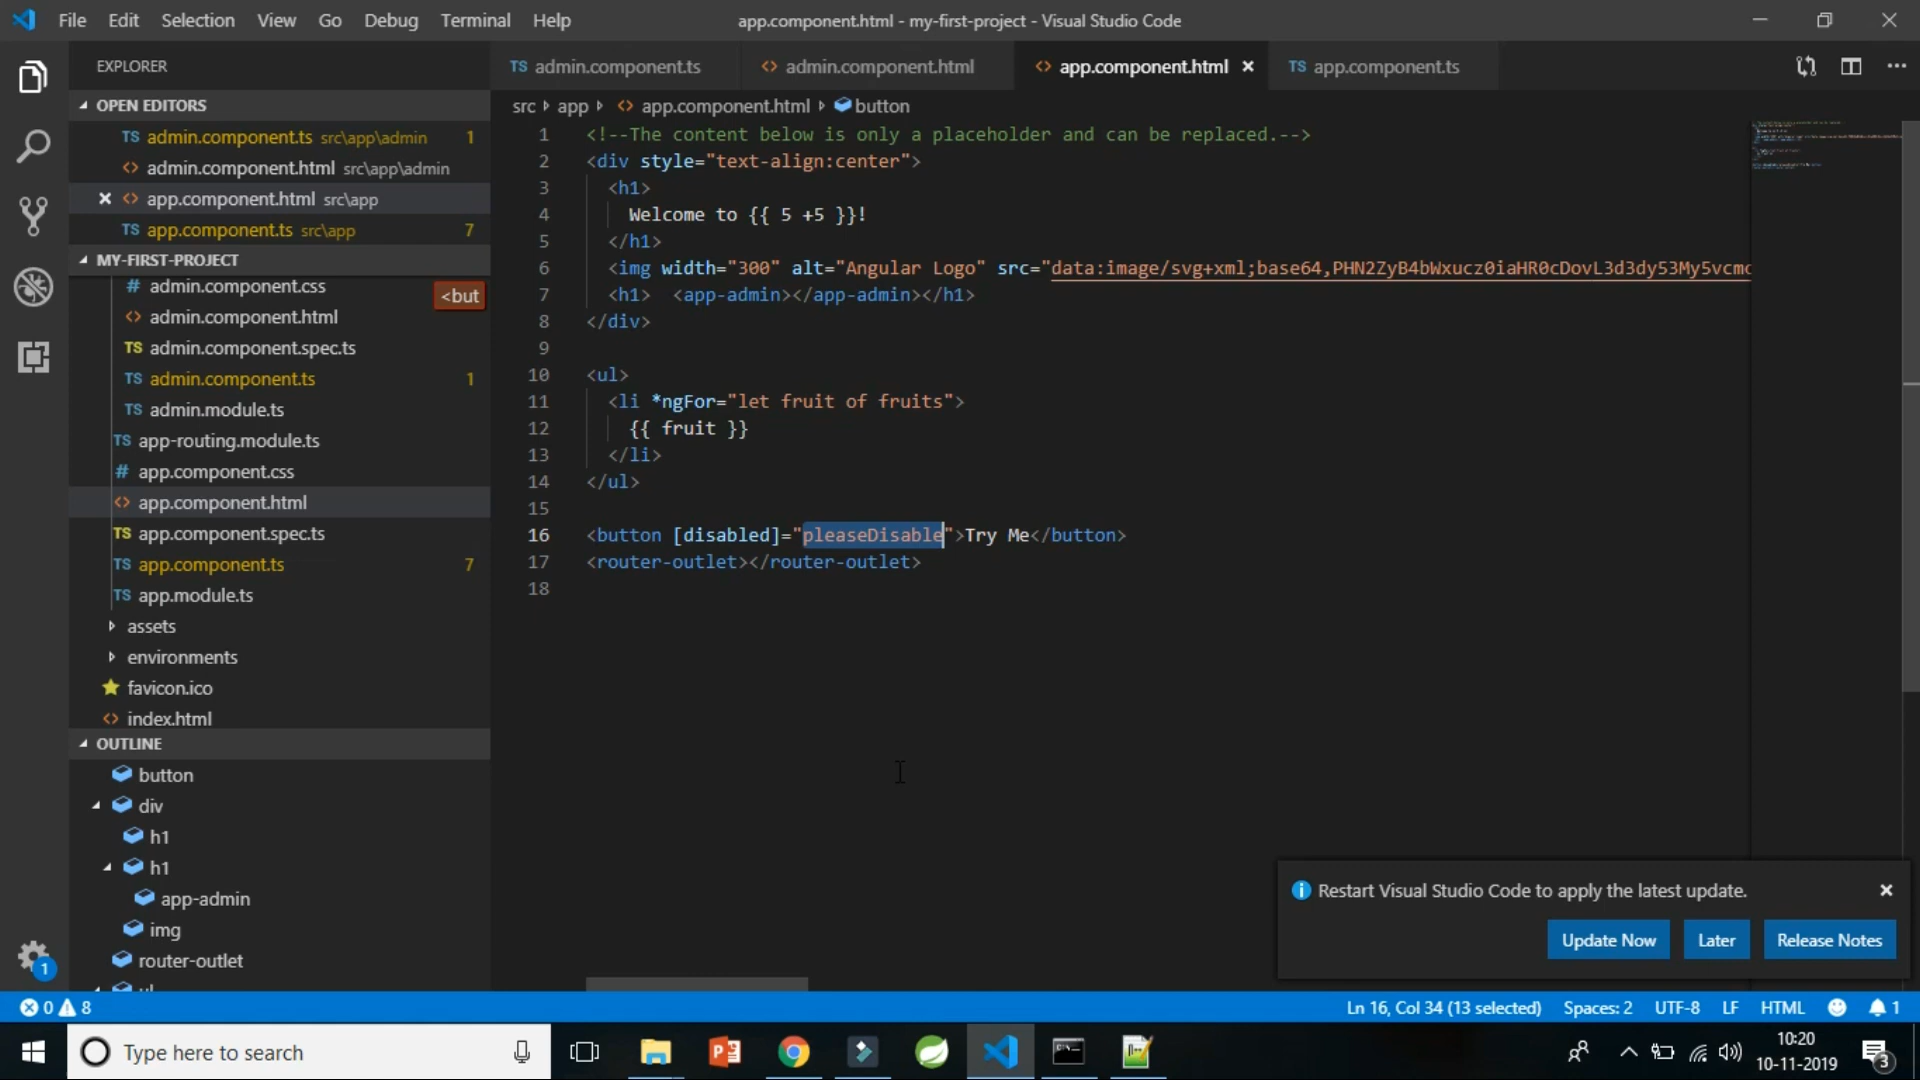 File Edit Selection View Go Debug Terminal Help
app.component.html - my-first-project - Visual Studio Code
EXPLORER
TS admin.component.ts
<> admin.component.html
<> app.component.html ×
TS app.component.ts
OPEN EDITORS
TS admin.component.ts src\app\admin 1
<> admin.component.html src\app\admin
× <> app.component.html src\app
TS app.component.ts src\app 7
MY-FIRST-PROJECT
# admin.component.css
<but
<> admin.component.html
TS admin.component.spec.ts
TS admin.component.ts 1
TS admin.module.ts
TS app-routing.module.ts
# app.component.css
<> app.component.html
TS app.component.spec.ts
TS app.component.ts 7
TS app.module.ts
assets
environments
favicon.ico
<> index.html
OUTLINE
button
div
h1
h1
app-admin
img
router-outlet
src app <> app.component.html button
1 <!--The content below is only a placeholder and can be replaced.-->
2 <div style="text-align:center">
3 <h1>
4 Welcome to {{ 5 +5 }}!
5 </h1>
6 <img width="300" alt="Angular Logo" src="data:image/svg+xml;base64,PHN2ZyB4bWxucz0iaHR0cDovL3d3dy53My5vcmc
7 <h1> <app-admin></app-admin></h1>
8 </div>
9
10 <ul>
11 <li *ngFor="let fruit of fruits">
12 {{ fruit }}
13 </li>
14 </ul>
15
16 <button [disabled]="pleaseDisable">Try Me</button>
17 <router-outlet></router-outlet>
18
Restart Visual Studio Code to apply the latest update.
Update Now Later Release Notes
1
0 8
Ln 16, Col 34 (13 selected) Spaces: 2 UTF-8 LF HTML 1
Type here to search
10:20
10-11-2019
3